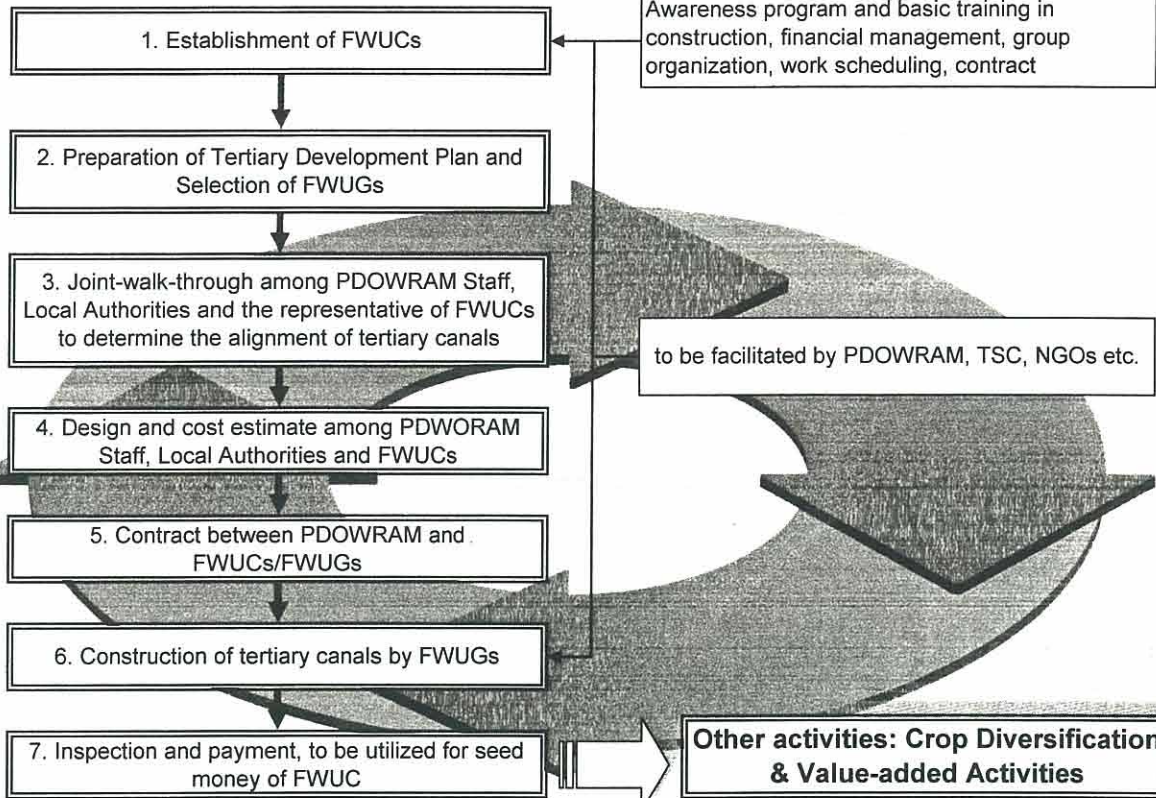 1. Establishment of FWUCs
Awareness program and basic training in
construction, financial management, group
organization, work scheduling, contract
2. Preparation of Tertiary Development Plan and
Selection of FWUGs
3. Joint-walk-through among PDOWRAM Staff,
Local Authorities and the representative of FWUCs
to determine the alignment of tertiary canals
to be facilitated by PDOWRAM, TSC, NGOs etc.
4. Design and cost estimate among PDWORAM
Staff, Local Authorities and FWUCs
5. Contract between PDOWRAM and
FWUCs/FWUGs
6. Construction of tertiary canals by FWUGs
7. Inspection and payment, to be utilized for seed
money of FWUC
Other activities: Crop Diversification
& Value-added Activities